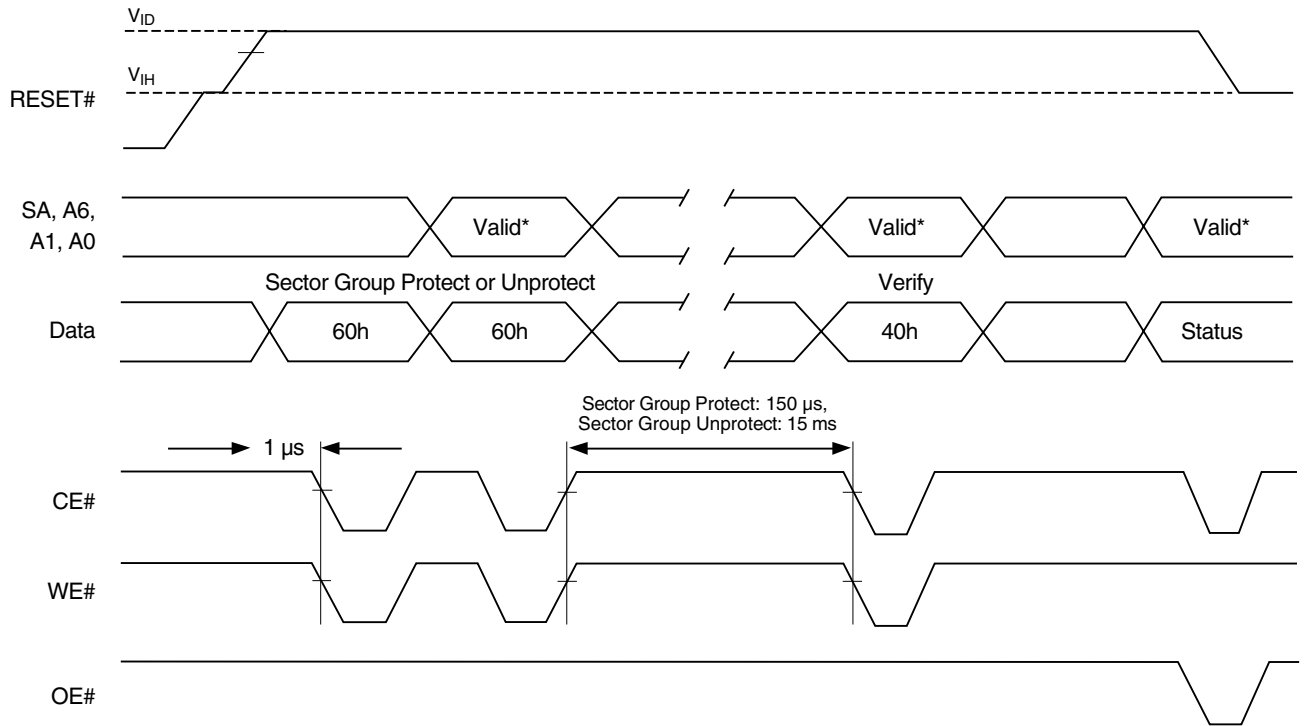 VID
VIH
RESET#
SA, A6,
A1, A0
Valid* Valid* Valid*
Sector Group Protect or Unprotect Verify
Data 60h 60h 40h Status
Sector Group Protect: 150 µs,
Sector Group Unprotect: 15 ms
1 µs
CE#
WE#
OE#